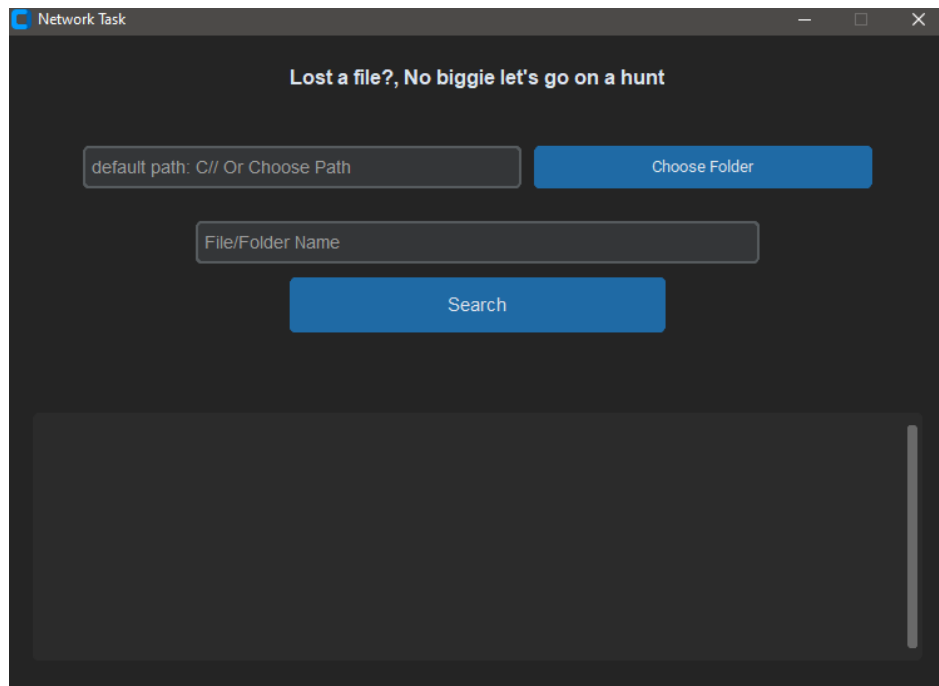 Network Task
Lost a file?, No biggie let's go on a hunt
default path: C// Or Choose Path
Choose Folder
File/Folder Name
Search